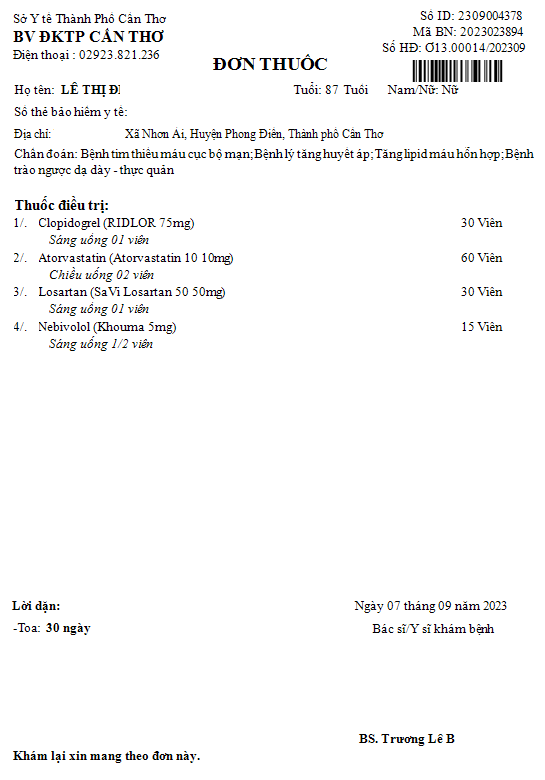 Sở Y tế Thành Phố Cần Thơ
BV ĐKTP CẦN THƠ
Điện thoại : 02923.821.236
Số ID: 2309004378
Mã BN: 2023023894
Số HĐ: Ơ13.00014/202309
ĐƠN THUỐC
Họ tên: LÊ THỊ Đ
Tuổi: 87 Tuổi Nam/Nữ: Nữ
Số thẻ bảo hiểm y tế:
Địa chỉ: Xã Nhơn Ái, Huyện Phong Điền, Thành phố Cần Thơ
Chẩn đoán: Bệnh tim thiếu máu cục bộ mạn; Bệnh lý tăng huyết áp; Tăng lipid máu hỗn hợp; Bệnh
trào ngược dạ dày - thực quản
Thuốc điều trị:
1/. Clopidogrel (RIDLOR 75mg) 30 Viên
Sáng uống 01 viên
2/. Atorvastatin (Atorvastatin 10 10mg) 60 Viên
Chiều uống 02 viên
3/. Losartan (SaVi Losartan 50 50mg) 30 Viên
Sáng uống 01 viên
4/. Nebivolol (Khouma 5mg) 15 Viên
Sáng uống 1/2 viên
Lời dặn:
Ngày 07 tháng 09 năm 2023
-Toa: 30 ngày
Bác sĩ/Y sĩ khám bệnh
BS. Trương Lê B
Khám lại xin mang theo đơn này.